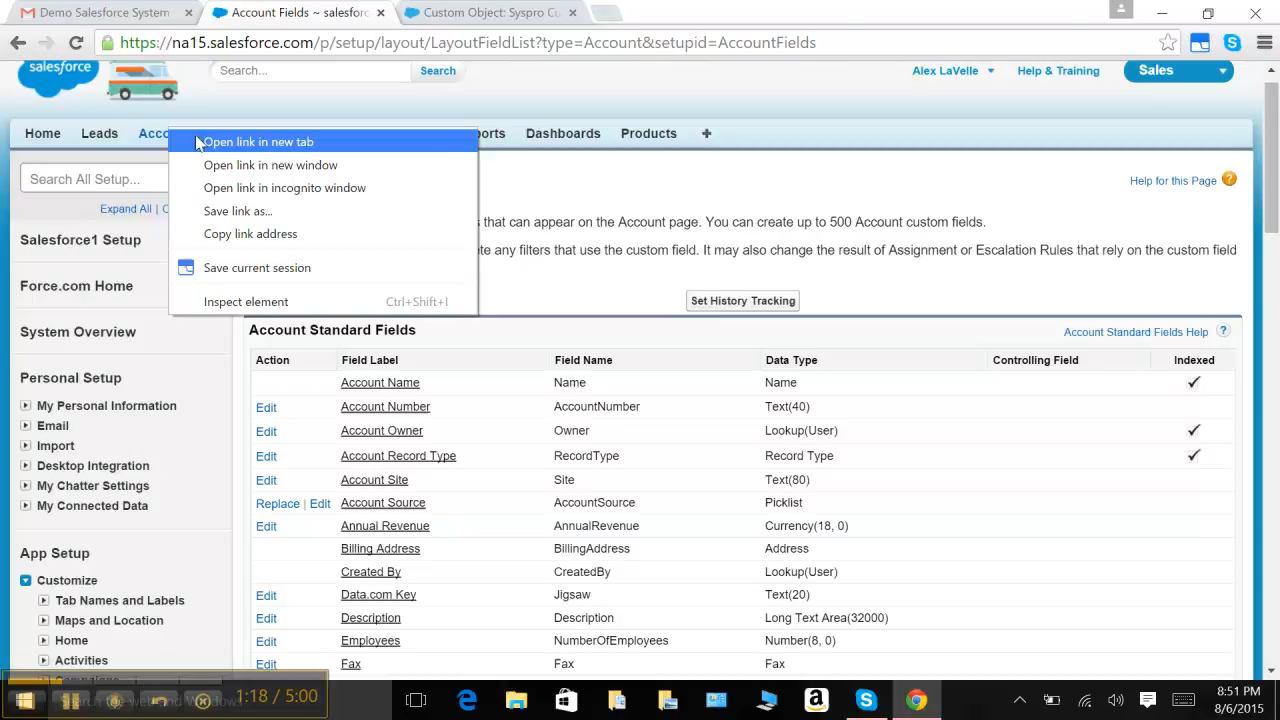 Demo Salesforce System
Account Fields ~ salesforc
Custom Object: Syspro Cu
https://na15.salesforce.com/p/setup/layout/LayoutFieldList?type=Account&setupid=AccountFields
salesforce
Search...
Search
Alex LaVelle
Help & Training
Sales
Home Leads Acco orts Dashboards Products +
Open link in new tab
Open link in new window
Open link in incognito window
Save link as...
Copy link address
Save current session
Inspect element Ctrl+Shift+I
Search All Setup...
Expand All | C
Help for this Page ?
s that can appear on the Account page. You can create up to 500 Account custom fields.
te any filters that use the custom field. It may also change the result of Assignment or Escalation Rules that rely on the custom field
Set History Tracking
Salesforce1 Setup
Force.com Home
System Overview
Personal Setup
My Personal Information
Email
Import
Desktop Integration
My Chatter Settings
My Connected Data
App Setup
Customize
Tab Names and Labels
Maps and Location
Home
Activities
Account Standard Fields
Account Standard Fields Help ?
Action Field Label Field Name Data Type Controlling Field Indexed
Account Name Name Name
Edit Account Number AccountNumber Text(40)
Edit Account Owner Owner Lookup(User)
Edit Account Record Type RecordType Record Type
Edit Account Site Site Text(80)
Replace | Edit Account Source AccountSource Picklist
Edit Annual Revenue AnnualRevenue Currency(18, 0)
Billing Address BillingAddress Address
Created By CreatedBy Lookup(User)
Edit Data.com Key Jigsaw Text(20)
Edit Description Description Long Text Area(32000)
Edit Employees NumberOfEmployees Number(8, 0)
Edit Fax Fax Fax
Search the web and Windows
1:18 / 5:00
8:51 PM
8/6/2015